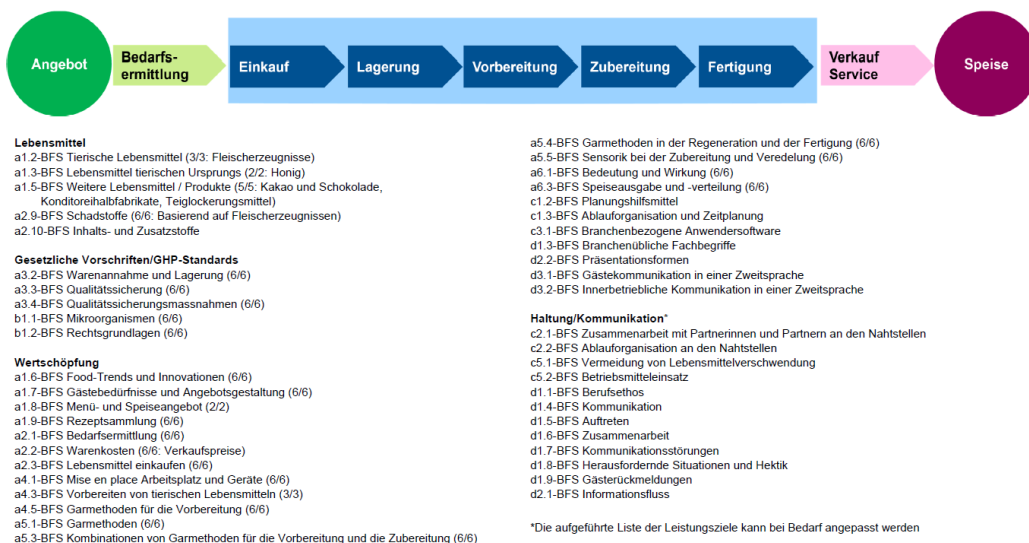 Angebot
Bedarfs-
ermittlung
Einkauf
Lagerung
Vorbereitung
Zubereitung
Fertigung
Verkauf
Service
Speise
Lebensmittel
a1.2-BFS Tierische Lebensmittel (3/3: Fleischerzeugnisse)
a1.3-BFS Lebensmittel tierischen Ursprungs (2/2: Honig)
a1.5-BFS Weitere Lebensmittel / Produkte (5/5: Kakao und Schokolade,
Konditoreihalbfabrikate, Teiglockerungsmittel)
a2.9-BFS Schadstoffe (6/6: Basierend auf Fleischerzeugnissen)
a2.10-BFS Inhalts- und Zusatzstoffe
Gesetzliche Vorschriften/GHP-Standards
a3.2-BFS Warenannahme und Lagerung (6/6)
a3.3-BFS Qualitätssicherung (6/6)
a3.4-BFS Qualitätssicherungsmassnahmen (6/6)
b1.1-BFS Mikroorganismen (6/6)
b1.2-BFS Rechtsgrundlagen (6/6)
Wertschöpfung
a1.6-BFS Food-Trends und Innovationen (6/6)
a1.7-BFS Gästebedürfnisse und Angebotsgestaltung (6/6)
a1.8-BFS Menü- und Speiseangebot (2/2)
a1.9-BFS Rezeptsammlung (6/6)
a2.1-BFS Bedarfsermittlung (6/6)
a2.2-BFS Warenkosten (6/6: Verkaufspreise)
a2.3-BFS Lebensmittel einkaufen (6/6)
a4.1-BFS Mise en place Arbeitsplatz und Geräte (6/6)
a4.3-BFS Vorbereiten von tierischen Lebensmitteln (3/3)
a4.5-BFS Garmethoden für die Vorbereitung (6/6)
a5.1-BFS Garmethoden (6/6)
a5.3-BFS Kombinationen von Garmethoden für die Vorbereitung und die Zubereitung (6/6)
a5.4-BFS Garmethoden in der Regeneration und der Fertigung (6/6)
a5.5-BFS Sensorik bei der Zubereitung und Veredelung (6/6)
a6.1-BFS Bedeutung und Wirkung (6/6)
a6.3-BFS Speiseausgabe und -verteilung (6/6)
c1.2-BFS Planungshilfsmittel
c1.3-BFS Ablauforganisation und Zeitplanung
c3.1-BFS Branchenbezogene Anwendersoftware
d1.3-BFS Branchenübliche Fachbegriffe
d2.2-BFS Präsentationsformen
d3.1-BFS Gästekommunikation in einer Zweitsprache
d3.2-BFS Innerbetriebliche Kommunikation in einer Zweitsprache
Haltung/Kommunikation*
c2.1-BFS Zusammenarbeit mit Partnerinnen und Partnern an den Nahtstellen
c2.2-BFS Ablauforganisation an den Nahtstellen
c5.1-BFS Vermeidung von Lebensmittelverschwendung
c5.2-BFS Betriebsmitteleinsatz
d1.1-BFS Berufsethos
d1.4-BFS Kommunikation
d1.5-BFS Auftreten
d1.6-BFS Zusammenarbeit
d1.7-BFS Kommunikationsstörungen
d1.8-BFS Herausfordernde Situationen und Hektik
d1.9-BFS Gästerückmeldungen
d2.1-BFS Informationsfluss
*Die aufgeführte Liste der Leistungsziele kann bei Bedarf angepasst werden